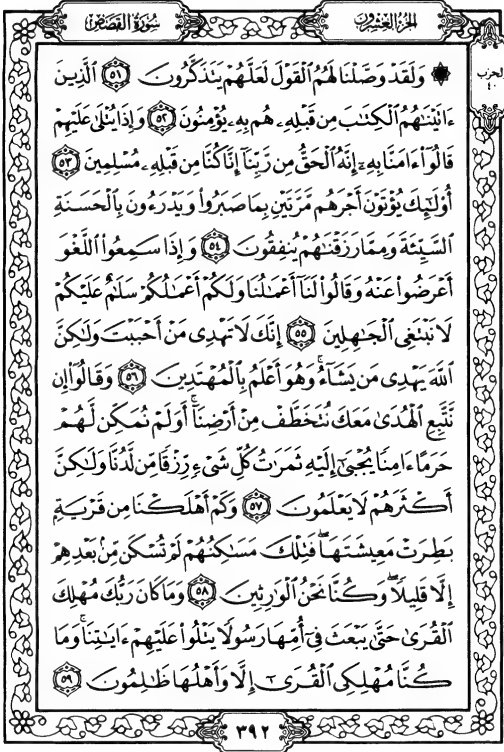 الجزء العشرون
سورة القصص
الحزب
٤٠
۞ وَلَقَدْ وَصَّلْنَا لَهُمُ ٱلْقَوْلَ لَعَلَّهُمْ يَتَذَكَّرُونَ ٥١ ٱلَّذِينَ
ءَاتَيْنَٰهُمُ ٱلْكِتَٰبَ مِن قَبْلِهِۦ هُم بِهِۦ يُؤْمِنُونَ ٥٢ وَإِذَا يُتْلَىٰ عَلَيْهِمْ
قَالُوٓا۟ ءَامَنَّا بِهِۦٓ إِنَّهُ ٱلْحَقُّ مِن رَّبِّنَآ إِنَّا كُنَّا مِن قَبْلِهِۦ مُسْلِمِينَ ٥٣
أُو۟لَٰٓئِكَ يُؤْتَوْنَ أَجْرَهُم مَّرَّتَيْنِ بِمَا صَبَرُوا۟ وَيَدْرَءُونَ بِٱلْحَسَنَةِ
ٱلسَّيِّئَةَ وَمِمَّا رَزَقْنَٰهُمْ يُنفِقُونَ ٥٤ وَإِذَا سَمِعُوا۟ ٱللَّغْوَ
أَعْرَضُوا۟ عَنْهُ وَقَالُوا۟ لَنَآ أَعْمَٰلُنَا وَلَكُمْ أَعْمَٰلُكُمْ سَلَٰمٌ عَلَيْكُمْ
لَا نَبْتَغِى ٱلْجَٰهِلِينَ ٥٥ إِنَّكَ لَا تَهْدِى مَنْ أَحْبَبْتَ وَلَٰكِنَّ
ٱللَّهَ يَهْدِى مَن يَشَآءُ ۚ وَهُوَ أَعْلَمُ بِٱلْمُهْتَدِينَ ٥٦ وَقَالُوٓا۟ إِن
نَّتَّبِعِ ٱلْهُدَىٰ مَعَكَ نُتَخَطَّفْ مِنْ أَرْضِنَآ ۚ أَوَلَمْ نُمَكِّن لَّهُمْ
حَرَمًا ءَامِنًا يُجْبَىٰٓ إِلَيْهِ ثَمَرَٰتُ كُلِّ شَىْءٍ رِّزْقًا مِّن لَّدُنَّا وَلَٰكِنَّ
أَكْثَرَهُمْ لَا يَعْلَمُونَ ٥٧ وَكَمْ أَهْلَكْنَا مِن قَرْيَةٍۭ
بَطِرَتْ مَعِيشَتَهَا ۖ فَتِلْكَ مَسَٰكِنُهُمْ لَمْ تُسْكَن مِّنۢ بَعْدِهِمْ
إِلَّا قَلِيلًا ۖ وَكُنَّا نَحْنُ ٱلْوَٰرِثِينَ ٥٨ وَمَا كَانَ رَبُّكَ مُهْلِكَ
ٱلْقُرَىٰ حَتَّىٰ يَبْعَثَ فِىٓ أُمِّهَا رَسُولًا يَتْلُوا۟ عَلَيْهِمْ ءَايَٰتِنَا ۚ وَمَا
كُنَّا مُهْلِكِى ٱلْقُرَىٰٓ إِلَّا وَأَهْلُهَا ظَٰلِمُونَ ٥٩
٣٩٢